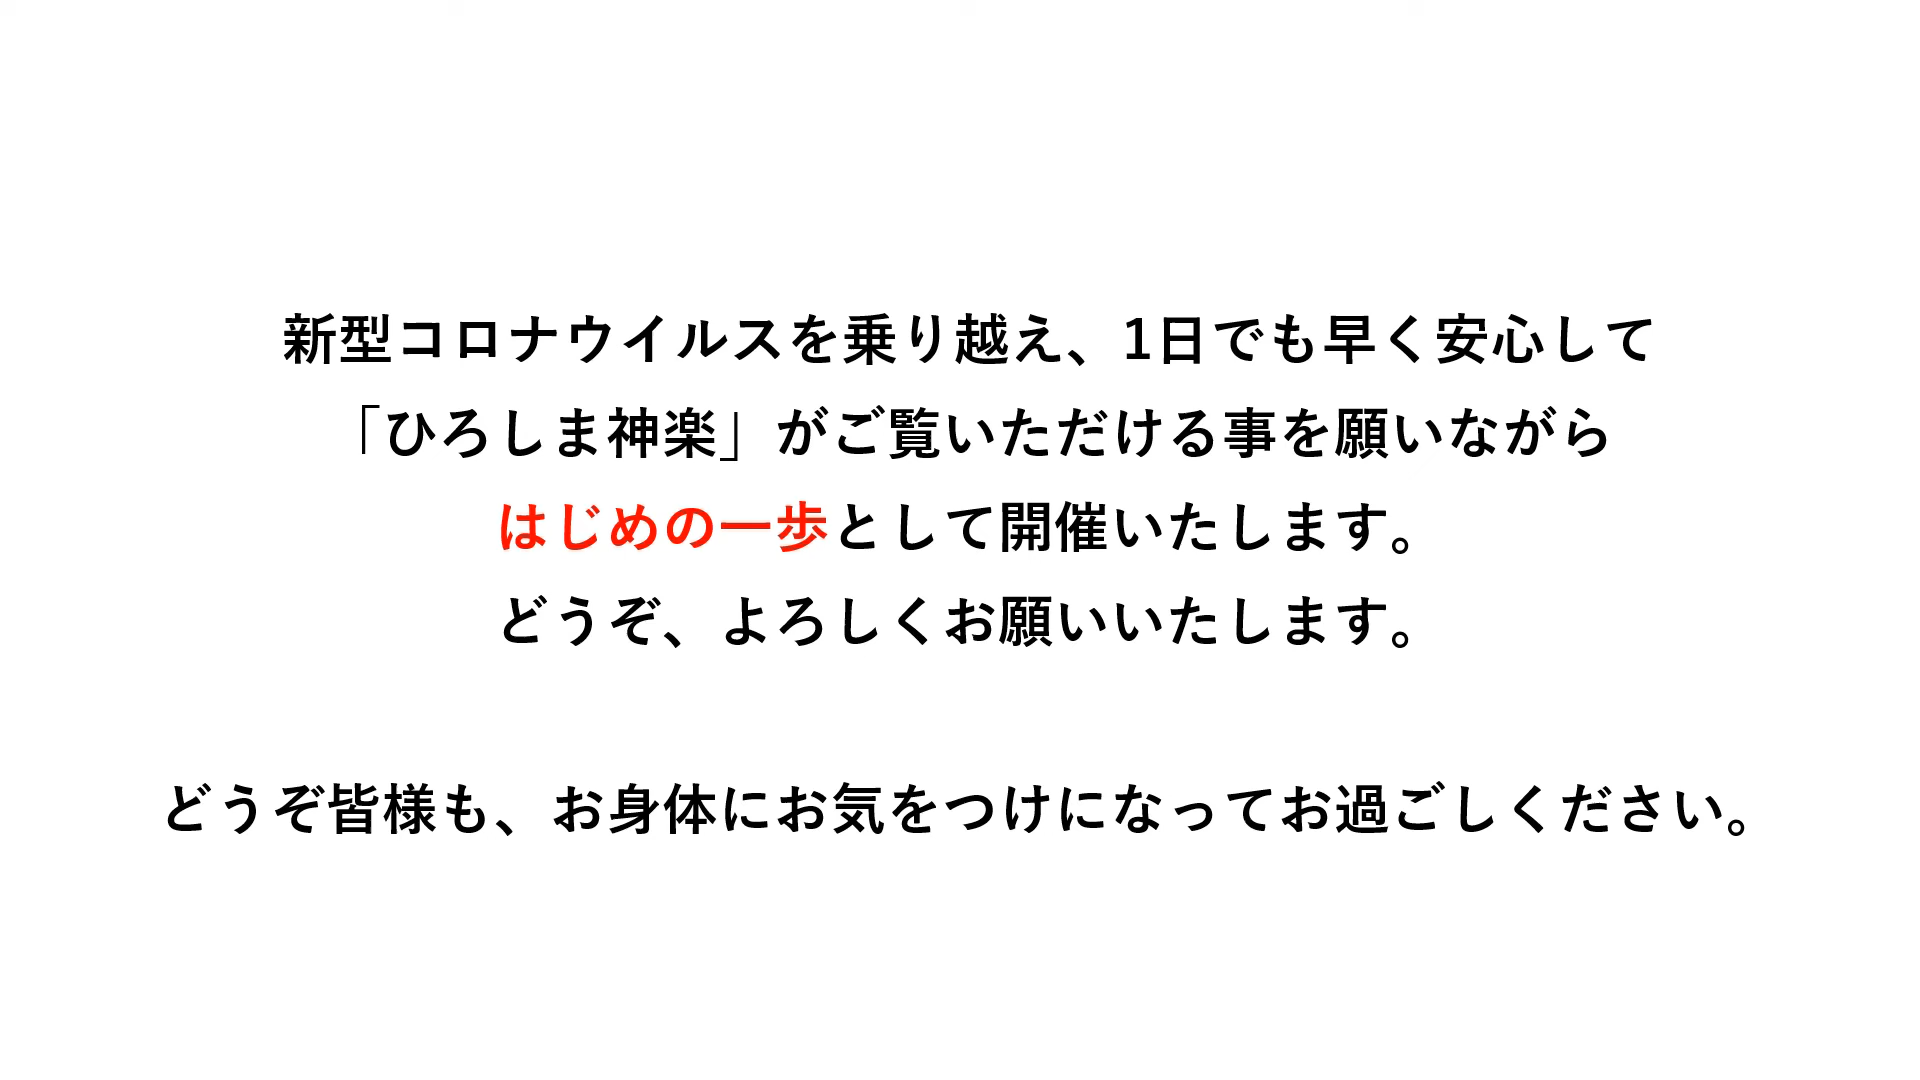 新型コロナウイルスを乗り越え、1日でも早く安心して
「ひろしま神楽」がご覧いただける事を願いながら
はじめの一歩として開催いたします。
どうぞ、よろしくお願いいたします。
どうぞ皆様も、お身体にお気をつけになってお過ごしください。